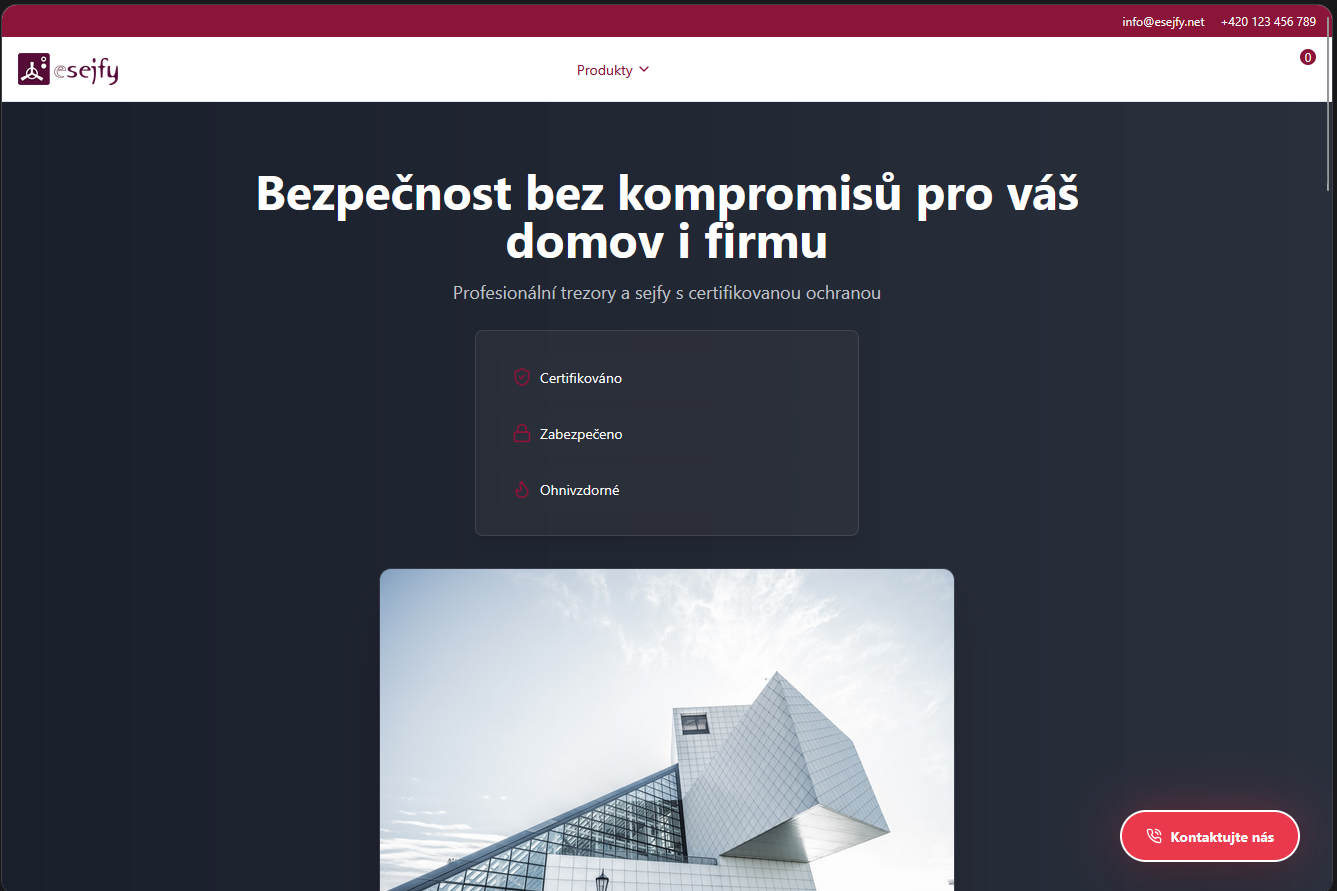 info@esejfy.net +420 123 456 789
esejfy
Produkty
0
Bezpečnost bez kompromisů pro váš
domov i firmu
Profesionální trezory a sejfy s certifikovanou ochranou
Certifikováno
Zabezpečeno
Ohnivzdorné
Kontaktujte nás